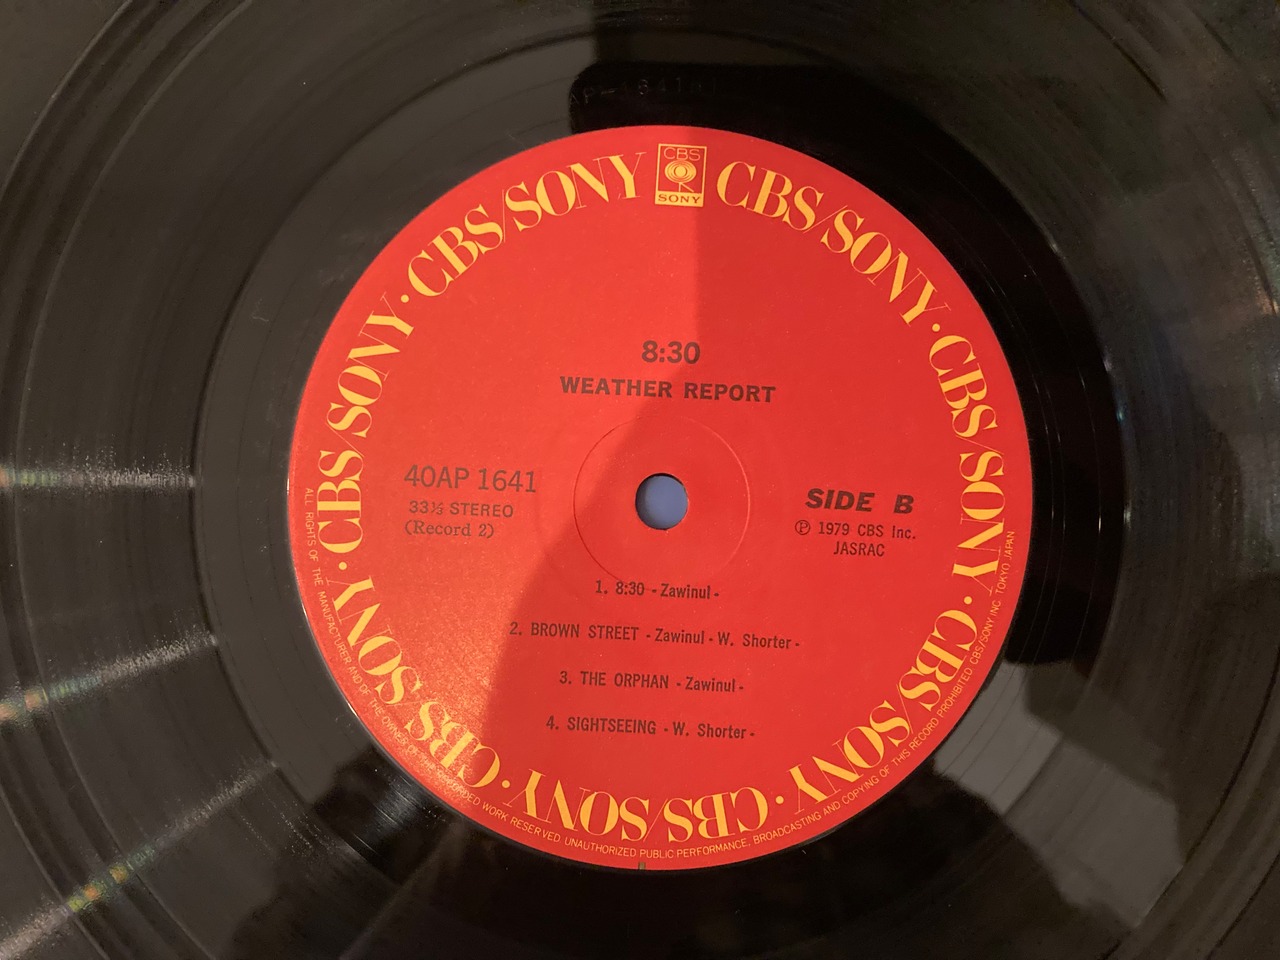 CBS
SONY
CBS/SONY · CBS/SONY · CBS/SONY · CBS/SONY · CBS/SONY · CBS/SONY · CBS/SONY · CBS/SONY · CBS/SONY · CBS/SONY
8:30
WEATHER REPORT
40AP 1641
33⅓ STEREO
(Record 2)
SIDE B
Ⓟ 1979 CBS Inc.
JASRAC
1. 8:30 - Zawinul -
2. BROWN STREET - Zawinul - W. Shorter -
3. THE ORPHAN - Zawinul -
4. SIGHTSEEING - W. Shorter -
ALL RIGHTS OF THE MANUFACTURER AND OF THE OWNER OF THE RECORDED WORK RESERVED. UNAUTHORIZED PUBLIC PERFORMANCE, BROADCASTING AND COPYING OF THIS RECORD PROHIBITED CBS/SONY INC. TOKYO JAPAN